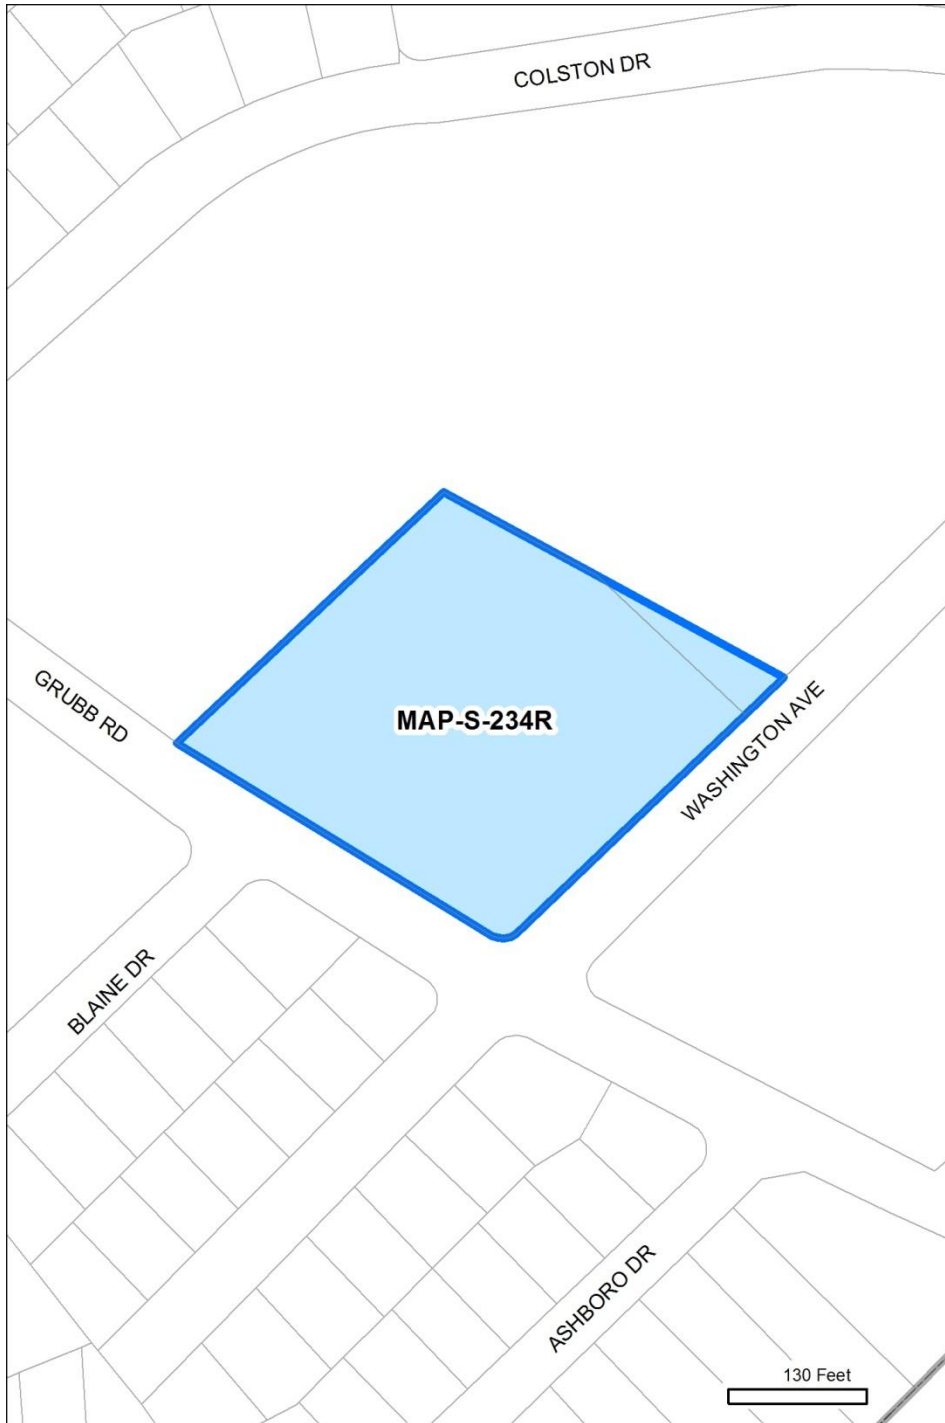 COLSTON DR
GRUBB RD
MAP-S-234R
WASHINGTON AVE
BLAINE DR
ASHBORO DR
130 Feet